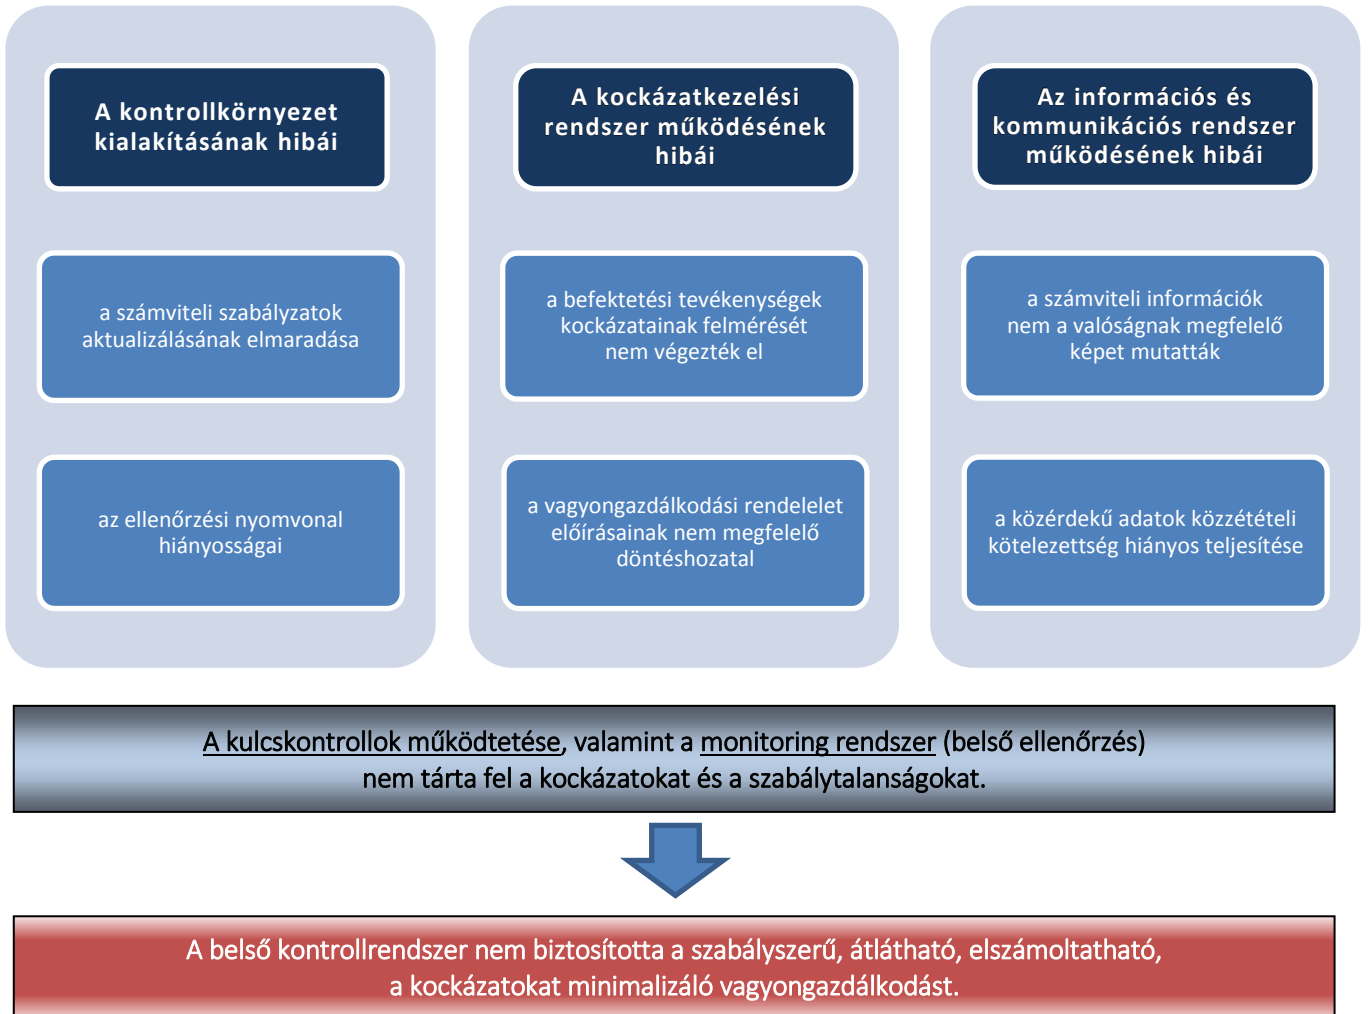 A kontrollkörnyezet
kialakításának hibái
a számviteli szabályzatok
aktualizálásának elmaradása
az ellenőrzési nyomvonal
hiányosságai
A kockázatkezelési
rendszer működésének
hibái
a befektetési tevékenységek
kockázatainak felmérését
nem végezték el
a vagyongazdálkodási rendelelet
előírásainak nem megfelelő
döntéshozatal
Az információs és
kommunikációs rendszer
működésének hibái
a számviteli információk
nem a valóságnak megfelelő
képet mutatták
a közérdekű adatok közzétételi
kötelezettség hiányos teljesítése
A kulcskontrollok működtetése, valamint a monitoring rendszer (belső ellenőrzés)
nem tárta fel a kockázatokat és a szabálytalanságokat.
A belső kontrollrendszer nem biztosította a szabályszerű, átlátható, elszámoltatható,
a kockázatokat minimalizáló vagyongazdálkodást.